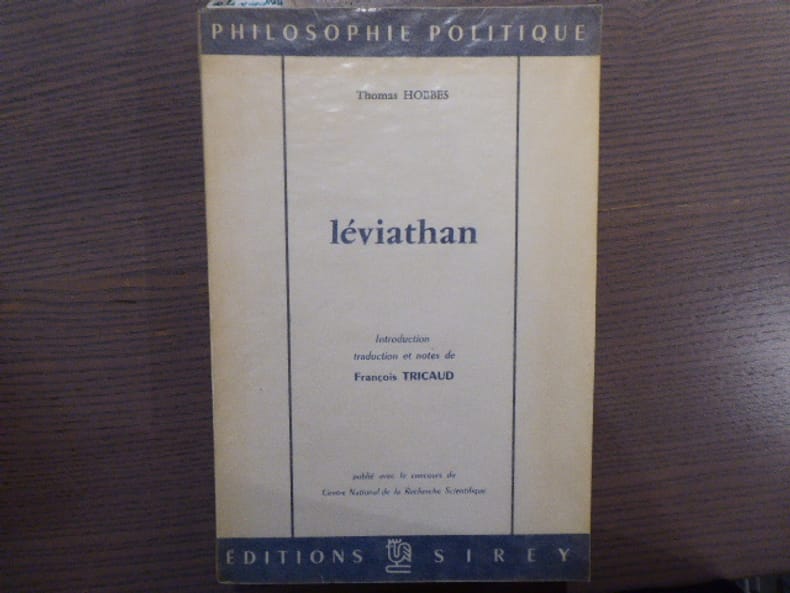 PHILOSOPHIE POLITIQUE
Thomas HOBBES
léviathan
Introduction
traduction et notes de
François TRICAUD
publié avec le concours du
Centre National de la Recherche Scientifique
ÉDITIONS SIREY